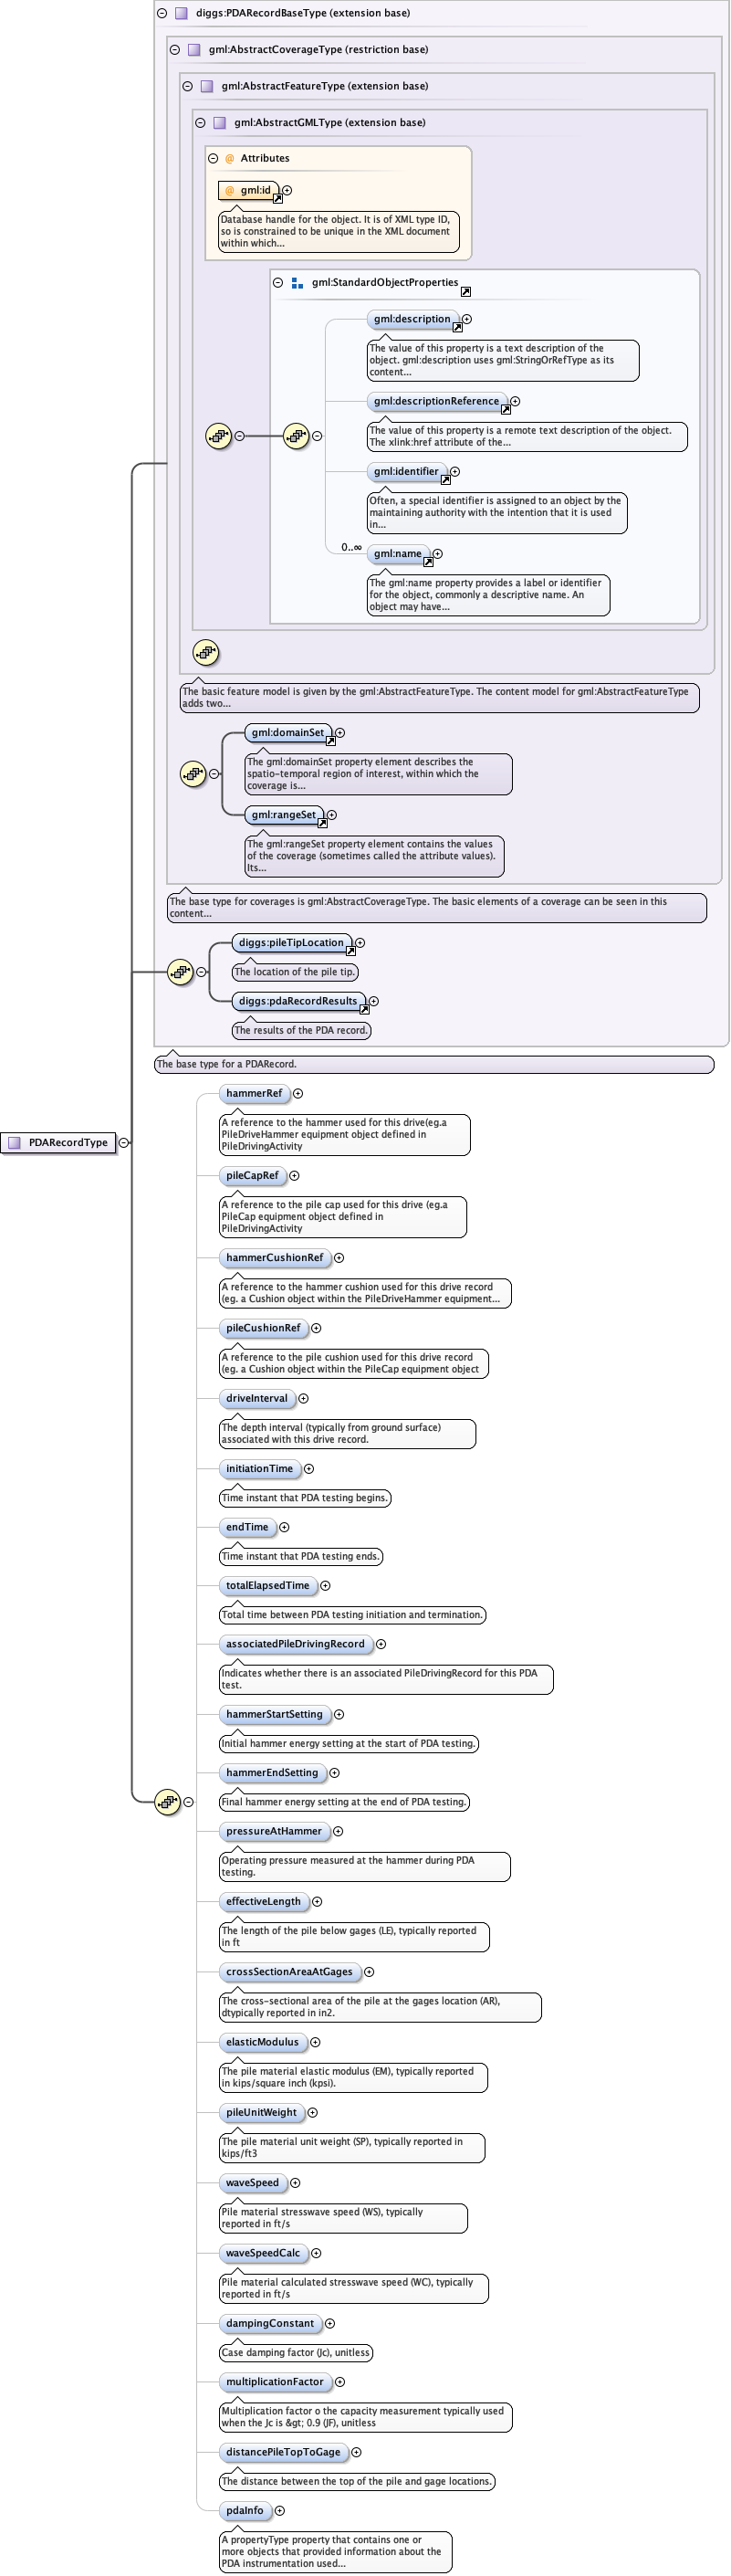 diggs:PDARecordBaseType (extension base)
gml:AbstractCoverageType (restriction base)
gml:AbstractFeatureType (extension base)
gml:AbstractGMLType (extension base)
@ Attributes
@ gml:id
Database handle for the object. It is of XML type ID,
so is constrained to be unique in the XML document
within which...
gml:StandardObjectProperties
gml:description
The value of this property is a text description of the
object. gml:description uses gml:StringOrRefType as its
content...
gml:descriptionReference
The value of this property is a remote text description of the object.
The xlink:href attribute of the...
gml:identifier
Often, a special identifier is assigned to an object by the
maintaining authority with the intention that it is used
in...
0..∞
gml:name
The gml:name property provides a label or identifier
for the object, commonly a descriptive name. An
object may have...
The basic feature model is given by the gml:AbstractFeatureType. The content model for gml:AbstractFeatureType
adds two...
gml:domainSet
The gml:domainSet property element describes the
spatio-temporal region of interest, within which the
coverage is...
gml:rangeSet
The gml:rangeSet property element contains the values
of the coverage (sometimes called the attribute values).
Its...
The base type for coverages is gml:AbstractCoverageType. The basic elements of a coverage can be seen in this
content...
diggs:pileTipLocation
The location of the pile tip.
diggs:pdaRecordResults
The results of the PDA record.
The base type for a PDARecord.
PDARecordType
hammerRef
A reference to the hammer used for this drive(eg.a
PileDriveHammer equipment object defined in
PileDrivingActivity
pileCapRef
A reference to the pile cap used for this drive (eg.a
PileCap equipment object defined in
PileDrivingActivity
hammerCushionRef
A reference to the hammer cushion used for this drive record
(eg. a Cushion object within the PileDriveHammer equipment...
pileCushionRef
A reference to the pile cushion used for this drive record
(eg. a Cushion object within the PileCap equipment object
driveInterval
The depth interval (typically from ground surface)
associated with this drive record.
initiationTime
Time instant that PDA testing begins.
endTime
Time instant that PDA testing ends.
totalElapsedTime
Total time between PDA testing initiation and termination.
associatedPileDrivingRecord
Indicates whether there is an associated PileDrivingRecord for this PDA
test.
hammerStartSetting
Initial hammer energy setting at the start of PDA testing.
hammerEndSetting
Final hammer energy setting at the end of PDA testing.
pressureAtHammer
Operating pressure measured at the hammer during PDA
testing.
effectiveLength
The length of the pile below gages (LE), typically reported
in ft
crossSectionAreaAtGages
The cross-sectional area of the pile at the gages location (AR),
dtypically reported in in2.
elasticModulus
The pile material elastic modulus (EM), typically reported
in kips/square inch (kpsi).
pileUnitWeight
The pile material unit weight (SP), typically reported in
kips/ft3
waveSpeed
Pile material stresswave speed (WS), typically
reported in ft/s
waveSpeedCalc
Pile material calculated stresswave speed (WC), typically
reported in ft/s
dampingConstant
Case damping factor (Jc), unitless
multiplicationFactor
Multiplication factor o the capacity measurement typically used
when the Jc is &gt; 0.9 (JF), unitless
distancePileTopToGage
The distance between the top of the pile and gage locations.
pdaInfo
A propertyType property that contains one or
more objects that provided information about the
PDA instrumentation used...